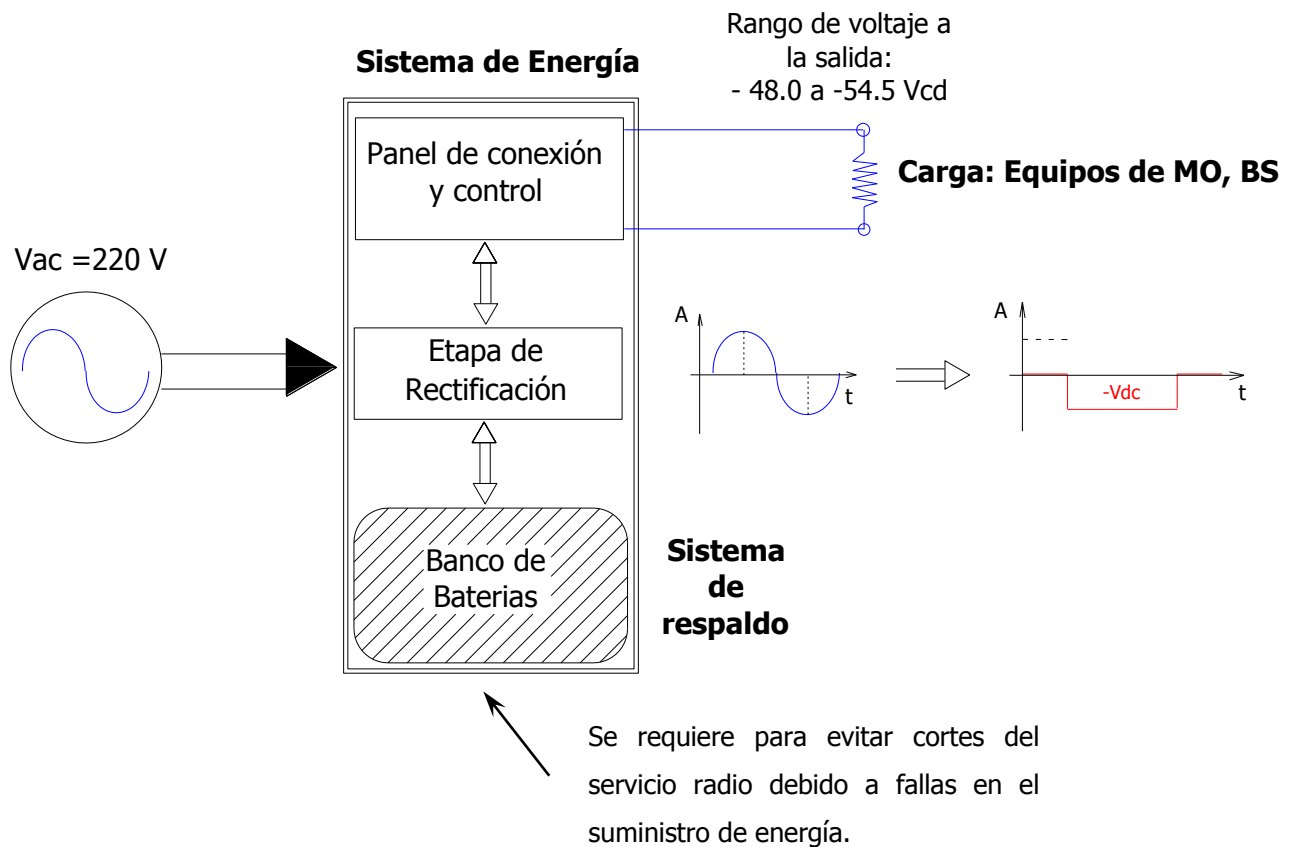 Rango de voltaje a
la salida:
- 48.0 a -54.5 Vcd
Sistema de Energía
Panel de conexión
y control
Carga: Equipos de MO, BS
Vac =220 V
Etapa de
Rectificación
A
t
A
-Vdc
t
Banco de
Baterias
Sistema
de
respaldo
Se requiere para evitar cortes del
servicio radio debido a fallas en el
suministro de energía.